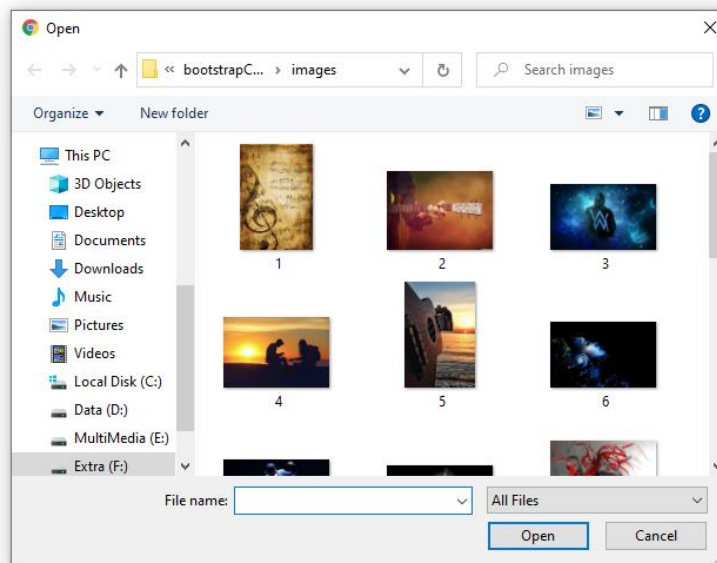 Open
« bootstrapC... › images
Search images
Organize
New folder
This PC
3D Objects
Desktop
Documents
Downloads
Music
Pictures
Videos
Local Disk (C:)
Data (D:)
MultiMedia (E:)
Extra (F:)
1
2
3
4
5
6
File name:
All Files
Open
Cancel